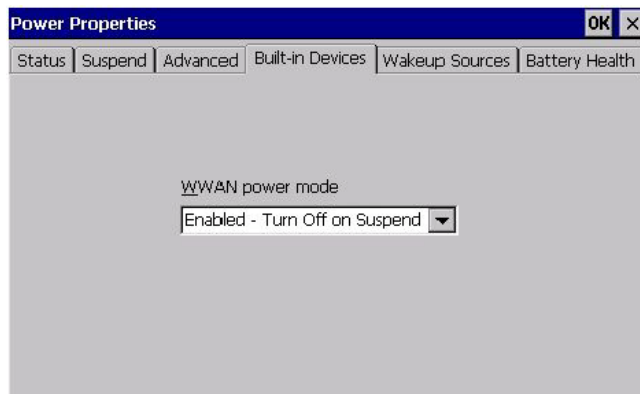 Power Properties OK ×
Status Suspend Advanced Built-in Devices Wakeup Sources Battery Health
WWAN power mode
Enabled - Turn Off on Suspend